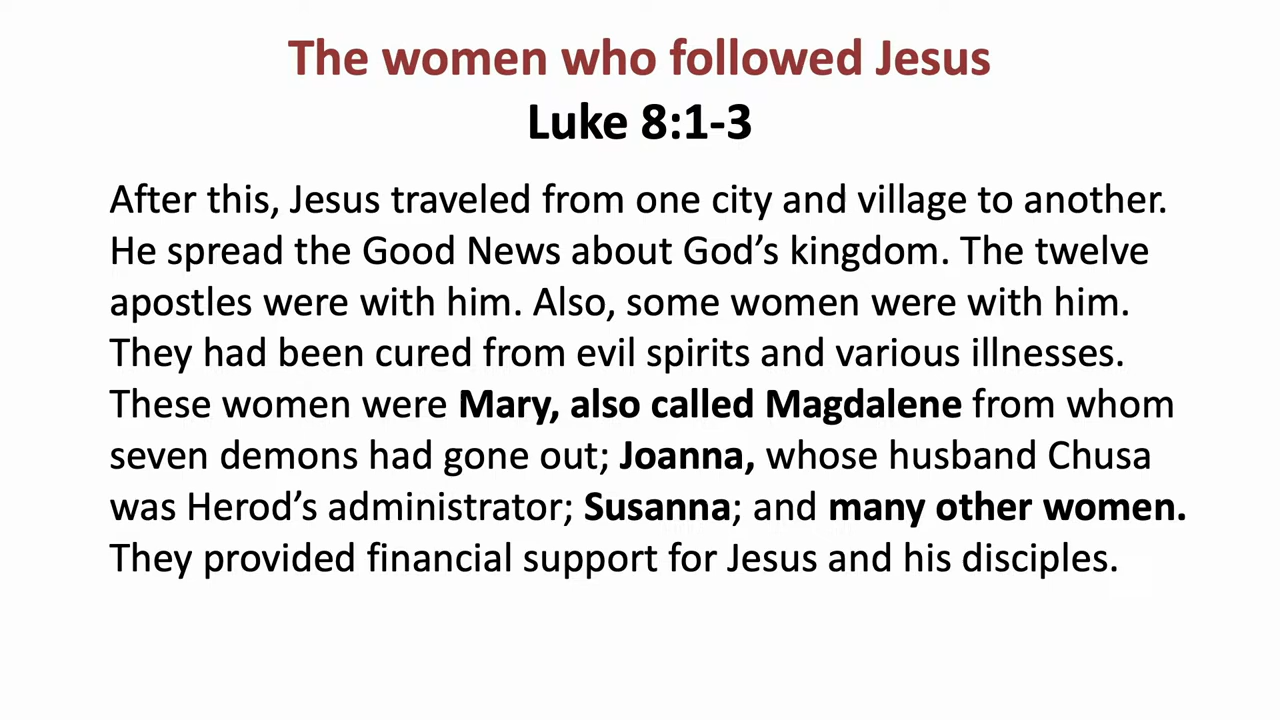 The women who followed Jesus
Luke 8:1-3
After this, Jesus traveled from one city and village to another.
He spread the Good News about God’s kingdom. The twelve
apostles were with him. Also, some women were with him.
They had been cured from evil spirits and various illnesses.
These women were Mary, also called Magdalene from whom
seven demons had gone out; Joanna, whose husband Chusa
was Herod’s administrator; Susanna; and many other women.
They provided financial support for Jesus and his disciples.